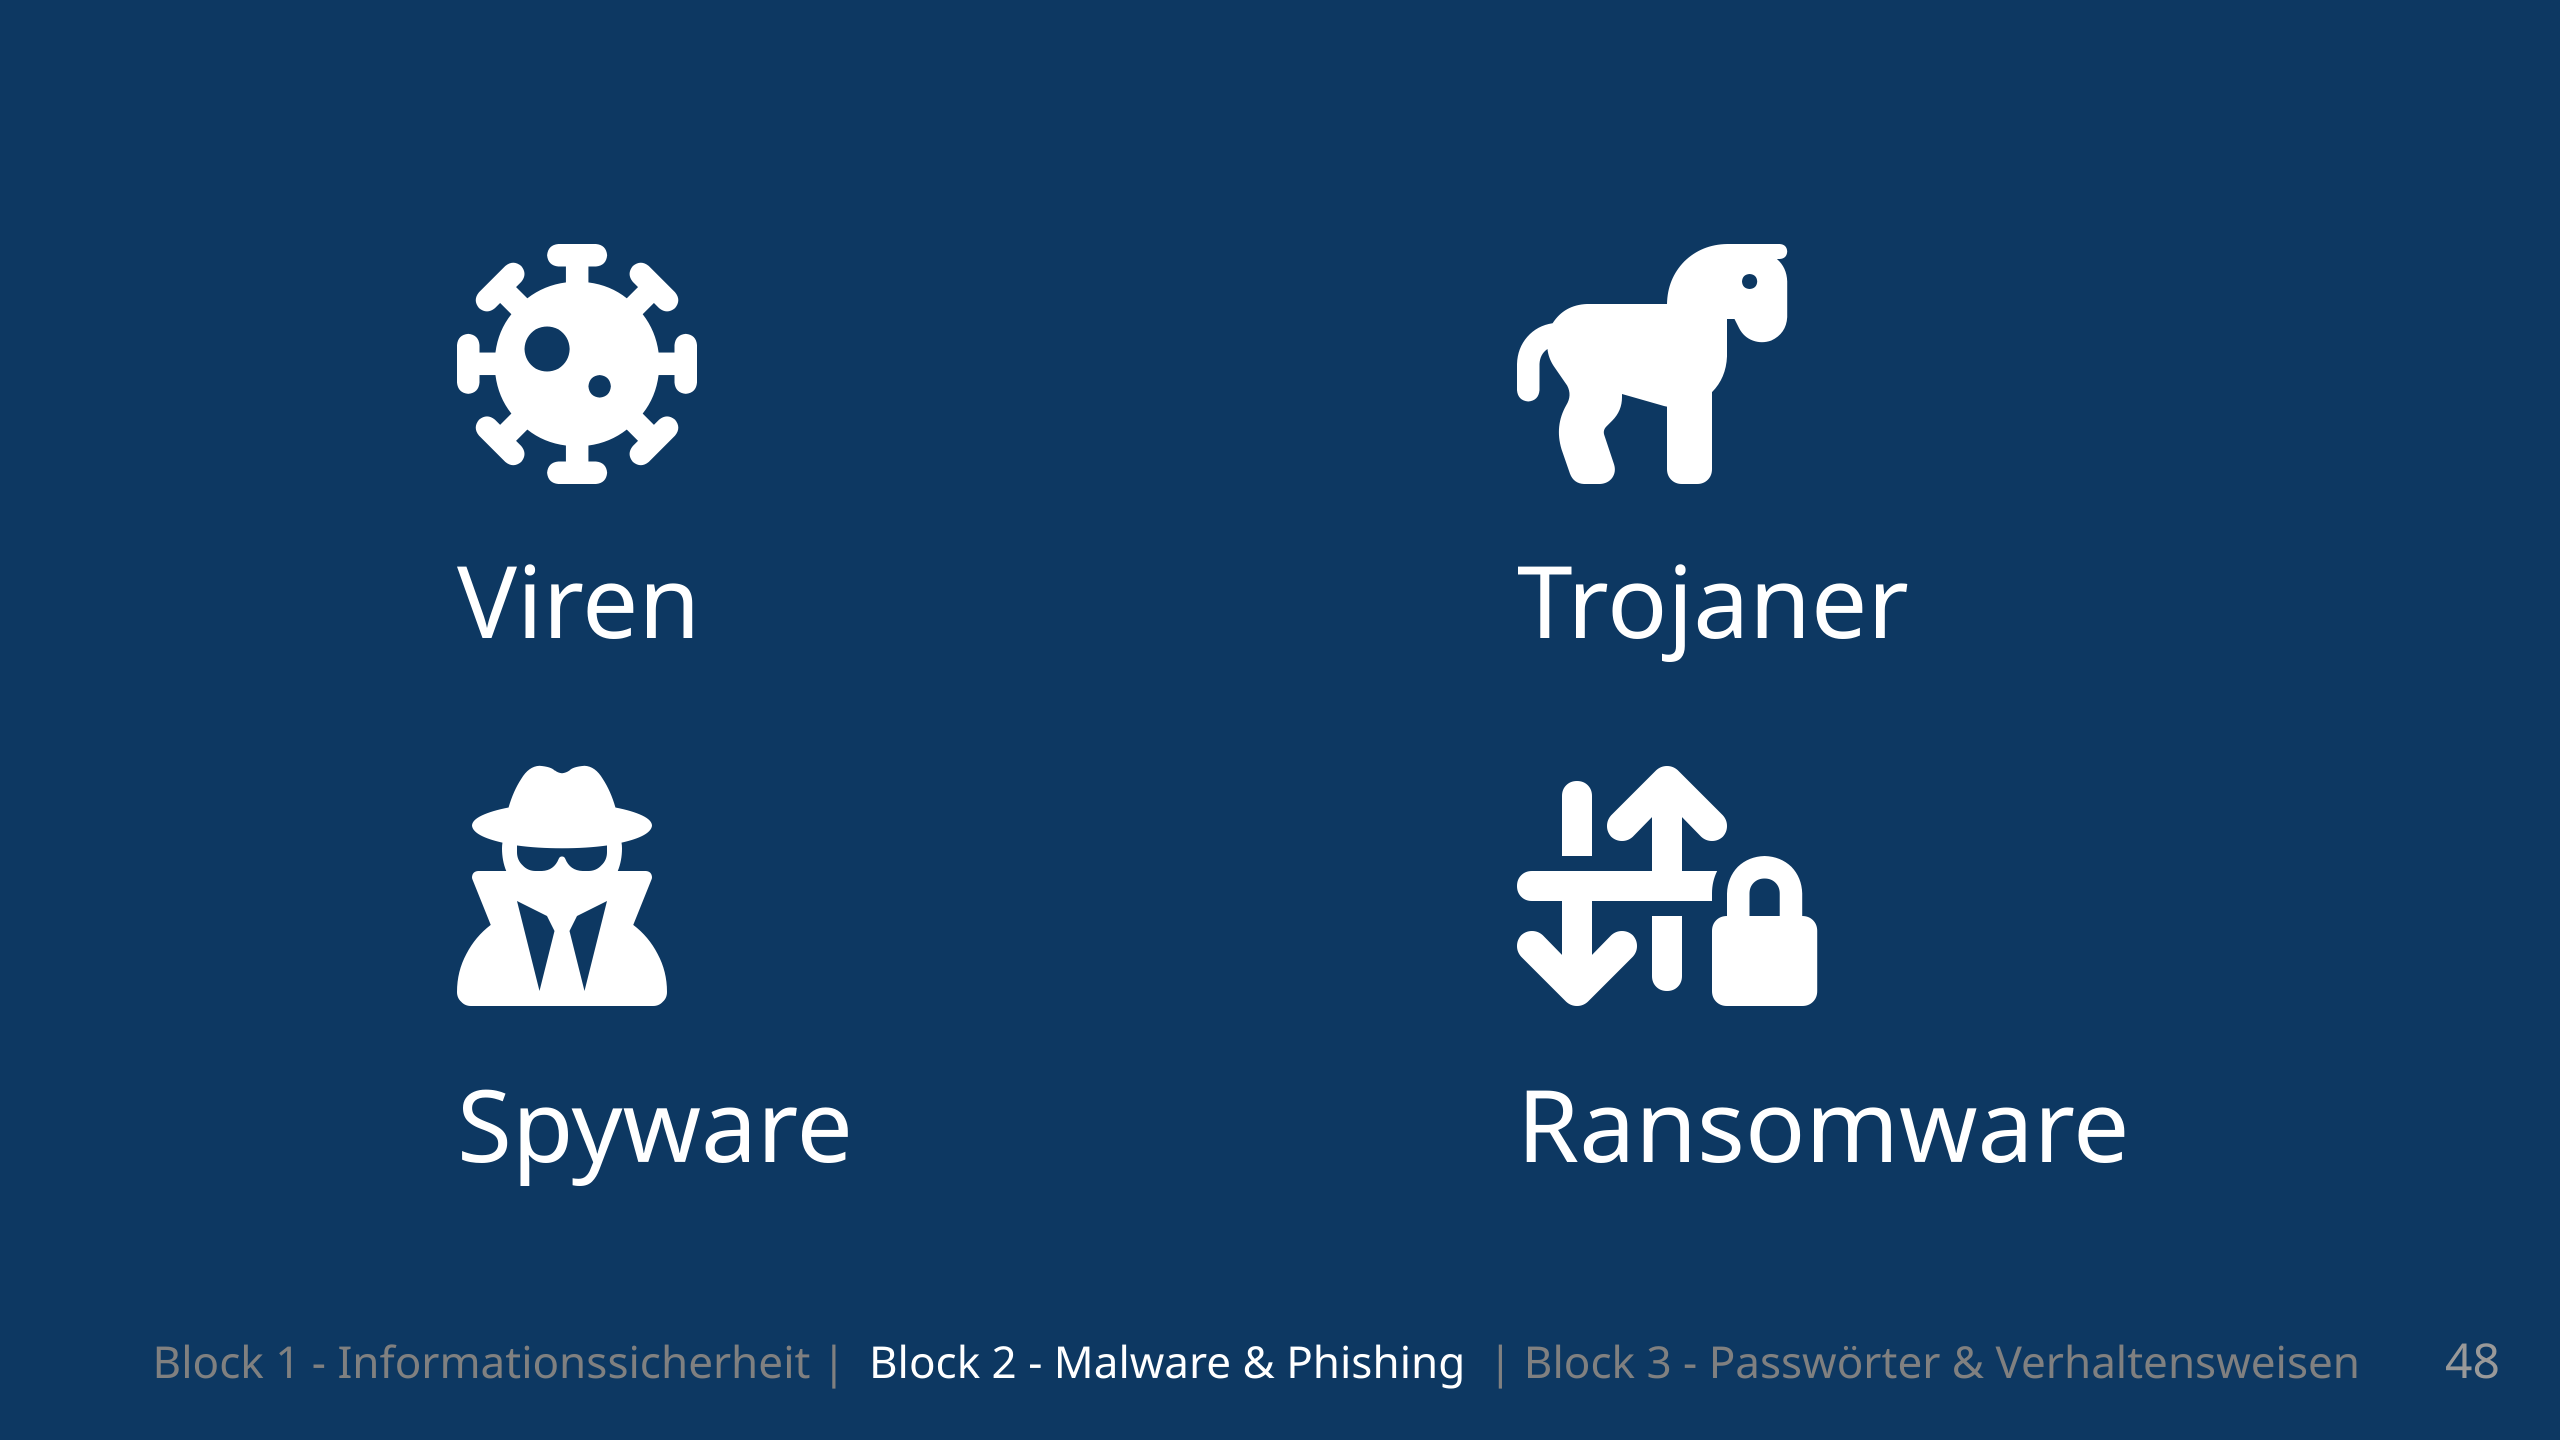 Viren
Trojaner
Spyware
Ransomware
Block 1 - Informationssicherheit | Block 2 - Malware & Phishing | Block 3 - Passwörter & Verhaltensweisen 48